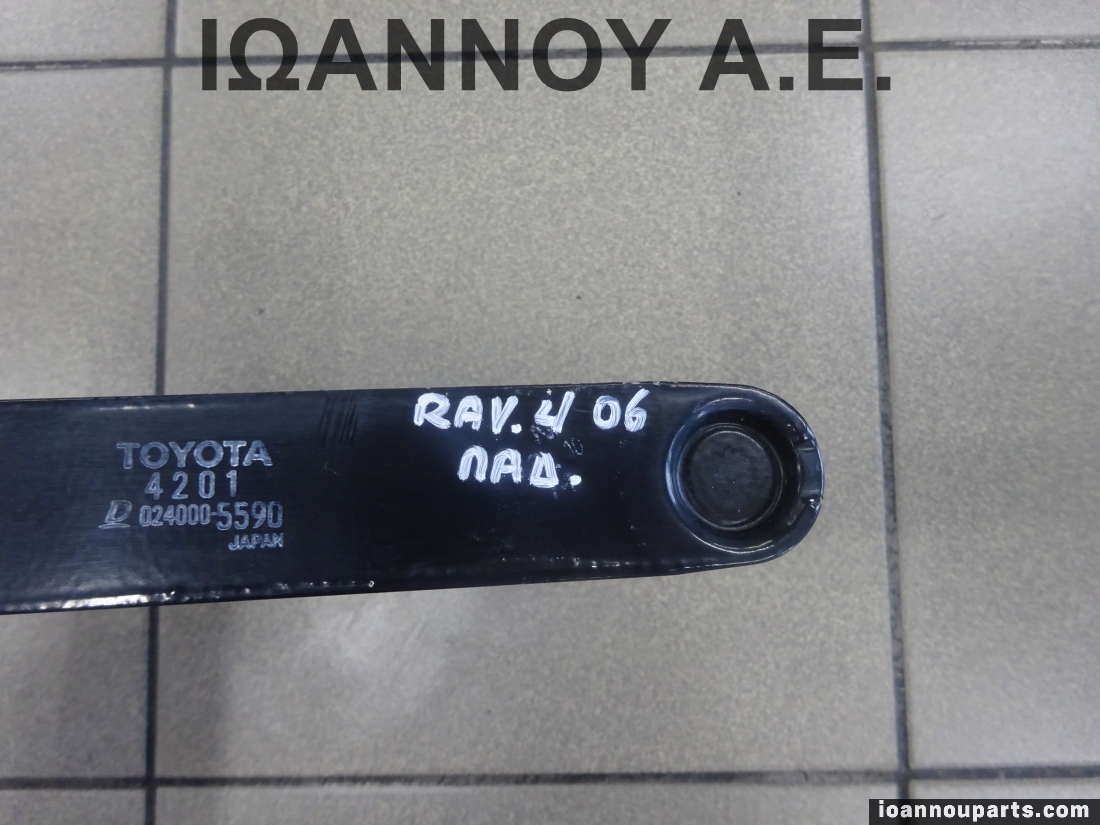 ΙΩΑΝΝΟΥ Α.Ε.
RAV.4 06
ΠΑΔ.
TOYOTA
4201
D 024000-5590
JAPAN
ioannouparts.com